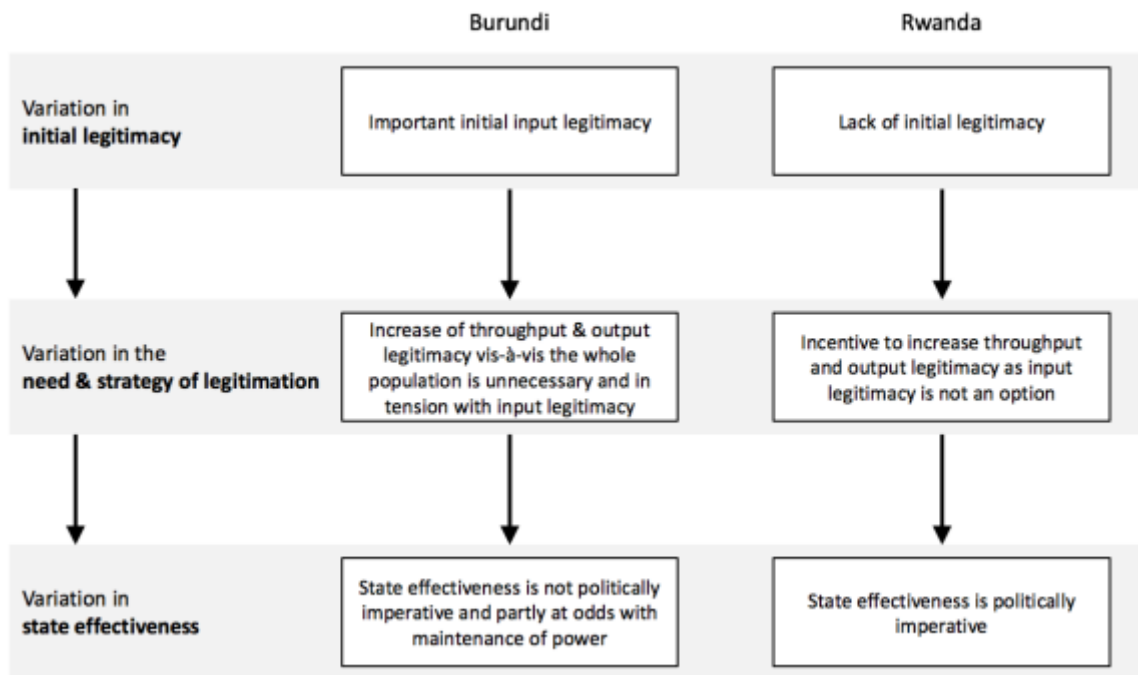 Burundi
Rwanda
Variation in
initial legitimacy
Important initial input legitimacy
Lack of initial legitimacy
Variation in the
need & strategy of legitimation
Increase of throughput & output
legitimacy vis-à-vis the whole
population is unnecessary and in
tension with input legitimacy
Incentive to increase throughput
and output legitimacy as input
legitimacy is not an option
Variation in
state effectiveness
State effectiveness is not politically
imperative and partly at odds with
maintenance of power
State effectiveness is politically
imperative